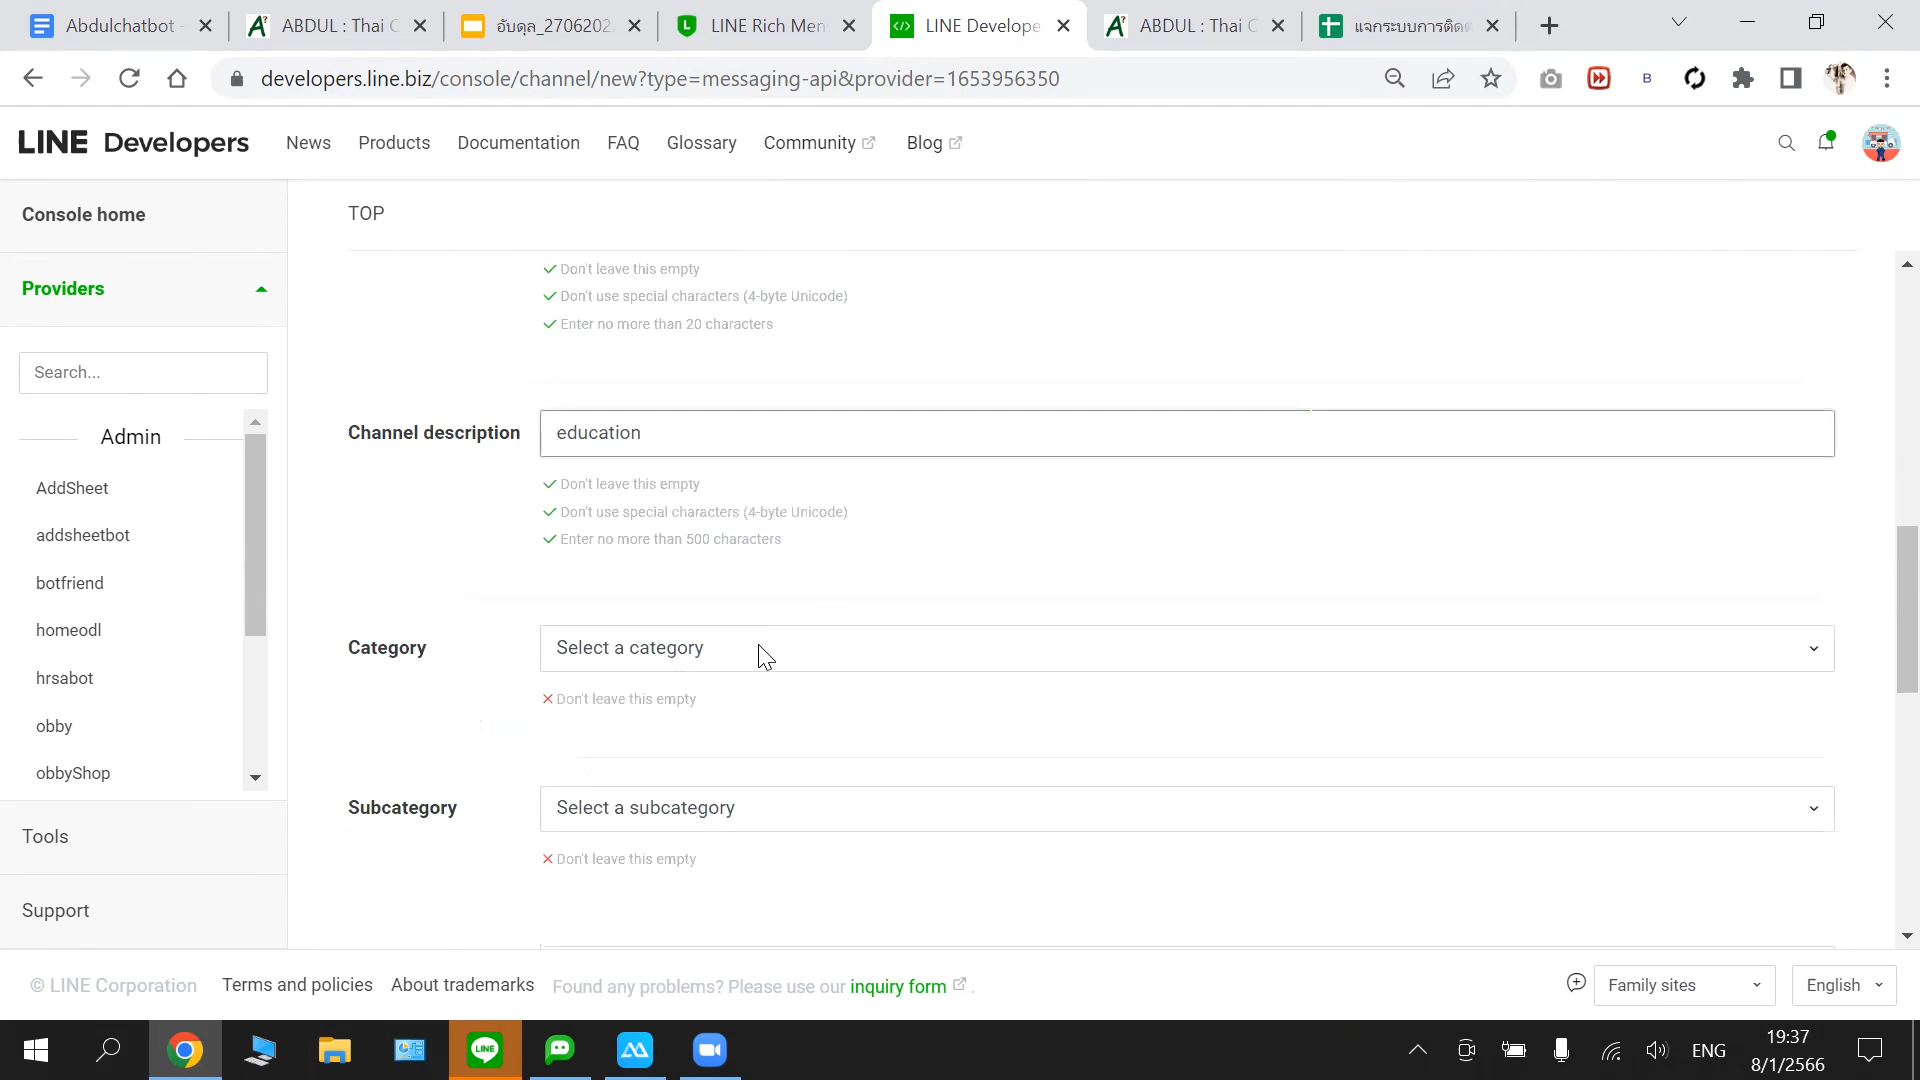 Abdulchatbot -
ABDUL : Thai C
อับดุล_2706202
LINE Rich Men
LINE Develope
ABDUL : Thai C
แจกระบบการติดต
developers.line.biz/console/channel/new?type=messaging-api&provider=1653956350
B
LINE Developers
News
Products
Documentation
FAQ
Glossary
Community
Blog
Console home
Providers
Search...
Admin
AddSheet
addsheetbot
botfriend
homeodl
hrsabot
obby
obbyShop
Tools
Support
TOP
Don't leave this empty
Don't use special characters (4-byte Unicode)
Enter no more than 20 characters
Channel description
education
Don't leave this empty
Don't use special characters (4-byte Unicode)
Enter no more than 500 characters
Category
Select a category
Don't leave this empty
Subcategory
Select a subcategory
Don't leave this empty
© LINE Corporation
Terms and policies
About trademarks
Found any problems? Please use our inquiry form .
Family sites
English
LINE
ENG
19:37
8/1/2566